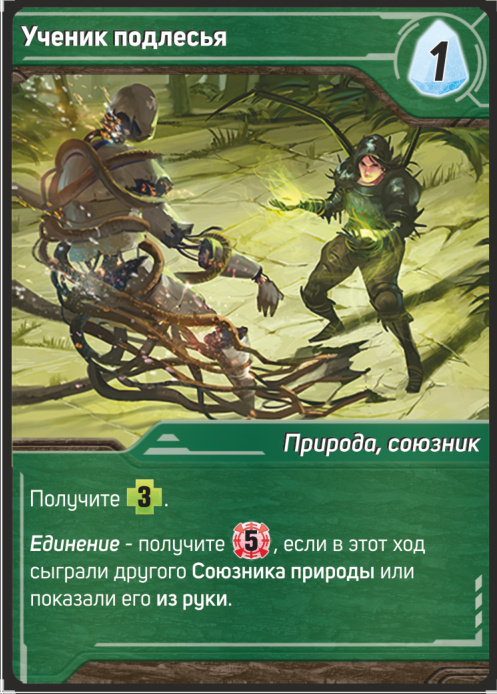 Ученик подлесья
1
Природа, союзник
Получите 3.
Единение - получите 5, если в этот ход
сыграли другого Союзника природы или
показали его из руки.